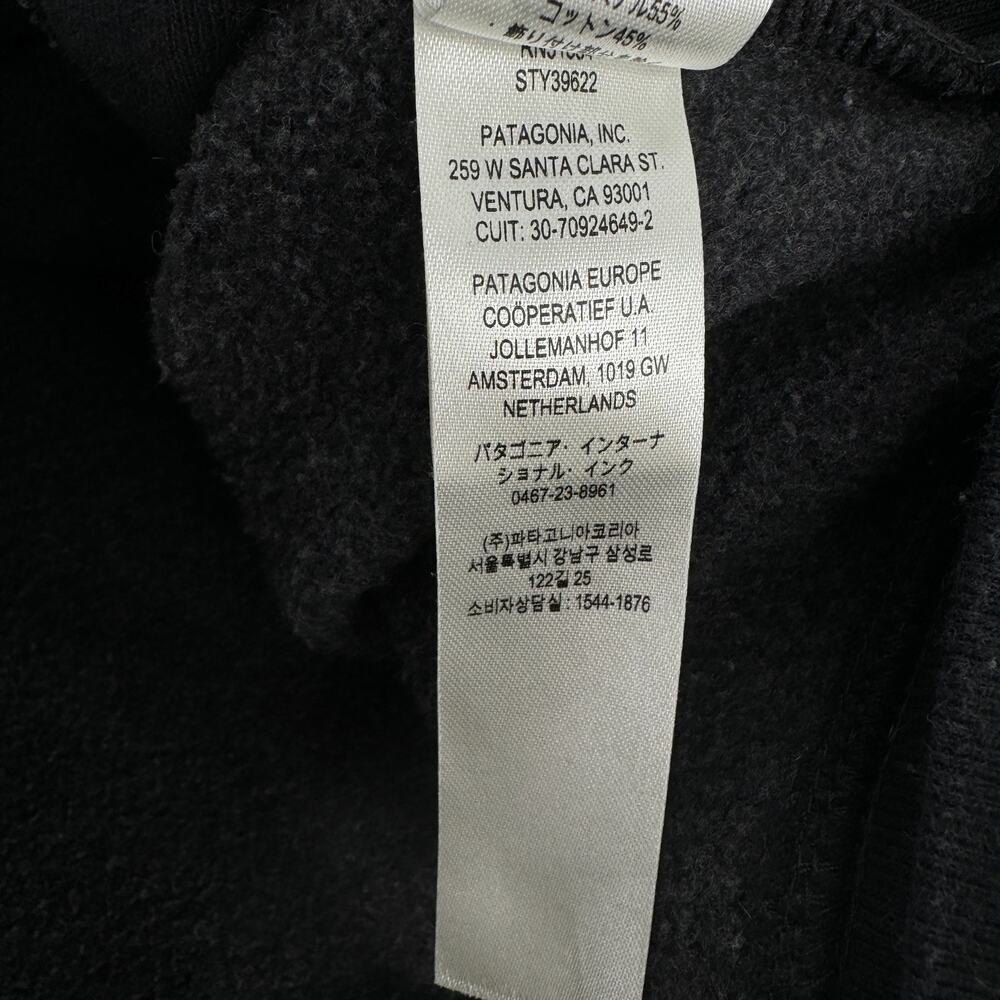 ル55%
コットン45%
STY39622
PATAGONIA, INC.
259 W SANTA CLARA ST.
VENTURA, CA 93001
CUIT: 30-70924649-2
PATAGONIA EUROPE
COÖPERATIEF U.A.
JOLLEMANHOF 11
AMSTERDAM, 1019 GW
NETHERLANDS
パタゴニア・インターナ
ショナル・インク
0467-23-8961
(주)파타고니아코리아
서울특별시 강남구 삼성로
122길 25
소비자상담실 : 1544-1876